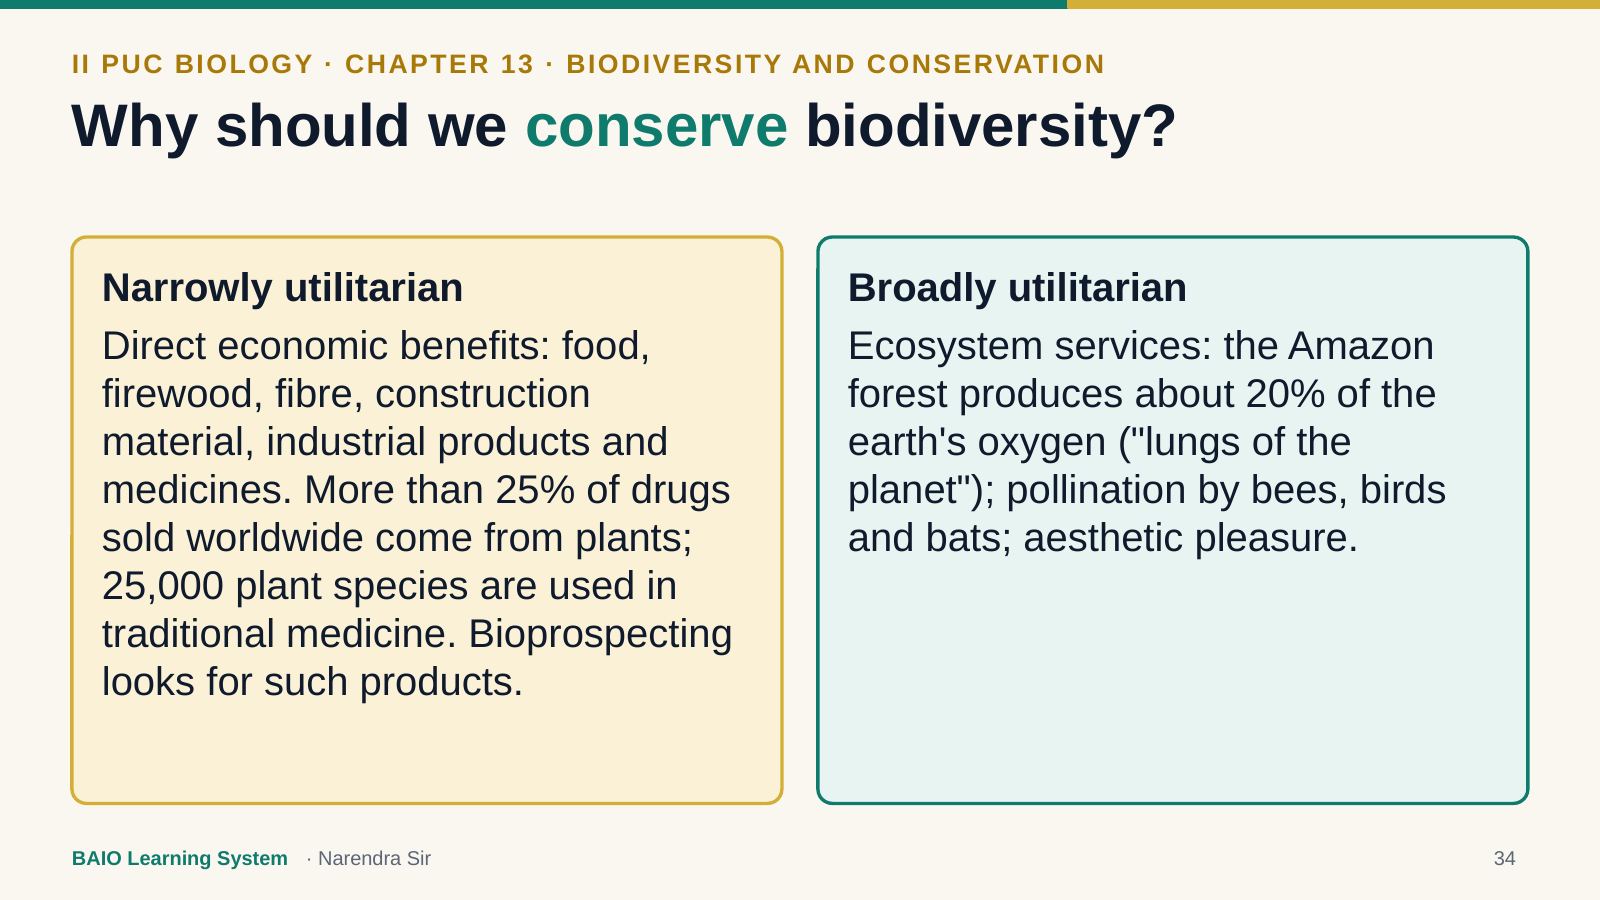 II PUC BIOLOGY · CHAPTER 13 · BIODIVERSITY AND CONSERVATION
Why should we conserve biodiversity?
Narrowly utilitarian
Direct economic benefits: food,
firewood, fibre, construction
material, industrial products and
medicines. More than 25% of drugs
sold worldwide come from plants;
25,000 plant species are used in
traditional medicine. Bioprospecting
looks for such products.
Broadly utilitarian
Ecosystem services: the Amazon
forest produces about 20% of the
earth's oxygen ("lungs of the
planet"); pollination by bees, birds
and bats; aesthetic pleasure.
BAIO Learning System · Narendra Sir
34